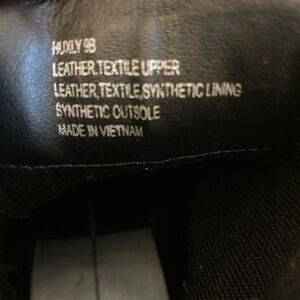 HUXLY 9B
LEATHER,TEXTILE UPPER
LEATHER,TEXTILE,SYNTHETIC LINING
SYNTHETIC OUTSOLE
MADE IN VIETNAM